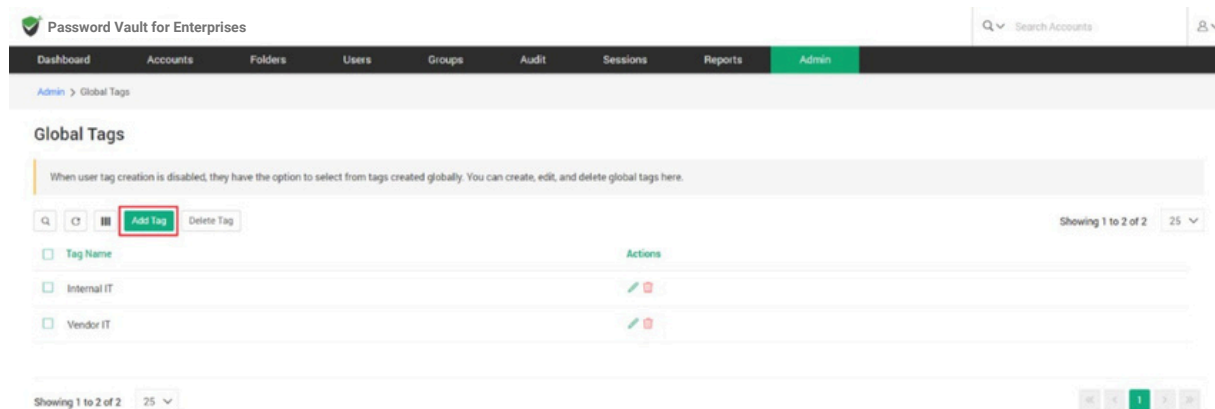 Password Vault for Enterprises
Search Accounts
Dashboard Accounts Folders Users Groups Audit Sessions Reports Admin
Admin > Global Tags
Global Tags
When user tag creation is disabled, they have the option to select from tags created globally. You can create, edit, and delete global tags here.
Add Tag Delete Tag Showing 1 to 2 of 2 25
Tag Name Actions
Internal IT
Vendor IT
Showing 1 to 2 of 2 25 « < 1 > »